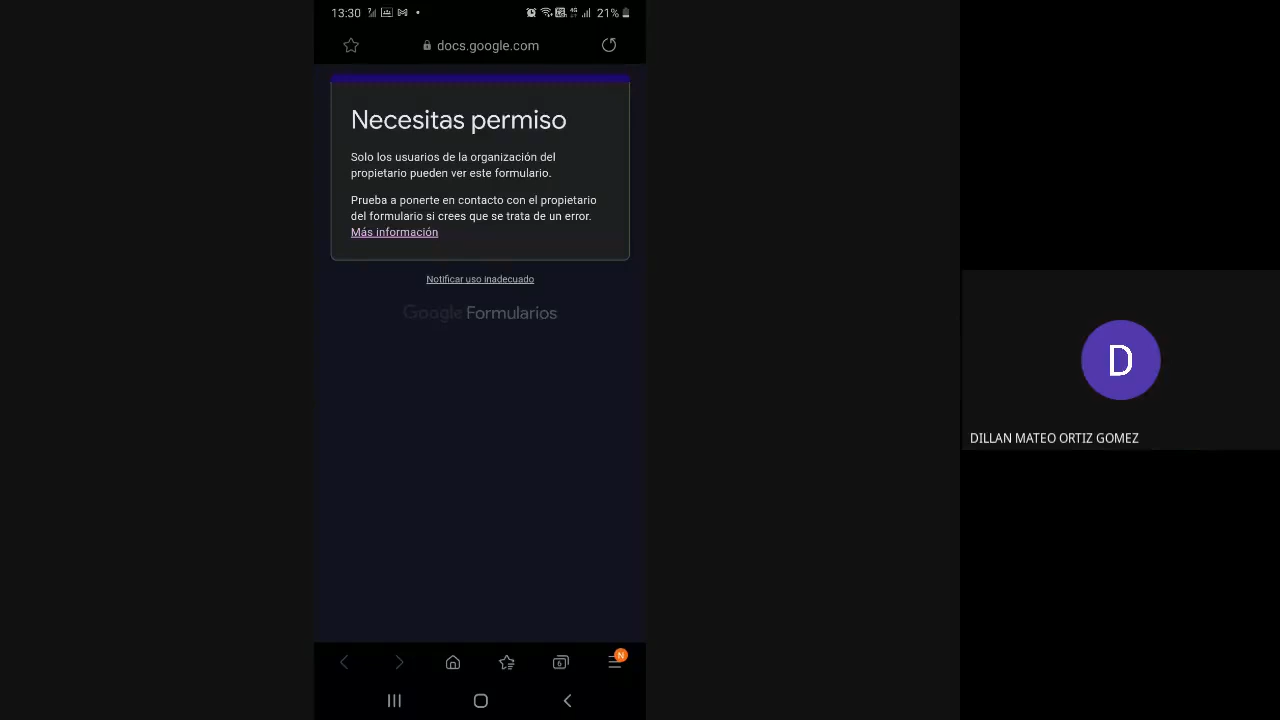 13:30
21%
docs.google.com
Necesitas permiso
Solo los usuarios de la organización del
propietario pueden ver este formulario.
Prueba a ponerte en contacto con el propietario
del formulario si crees que se trata de un error.
Más información
Notificar uso inadecuado
Google Formularios
D
DILLAN MATEO ORTIZ GOMEZ
6
N